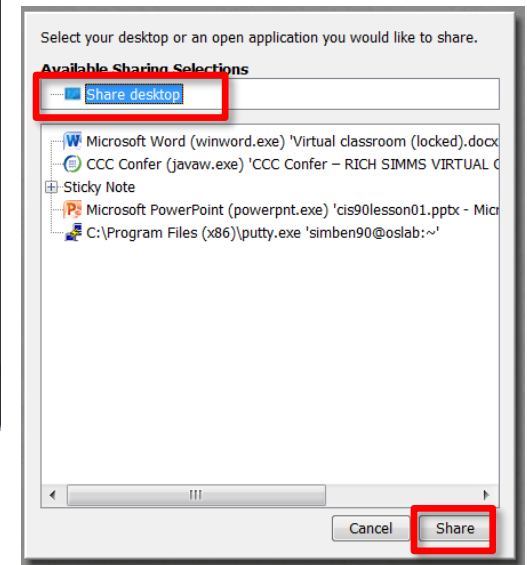 Select your desktop or an open application you would like to share.
Available Sharing Selections
Share desktop
Microsoft Word (winword.exe) 'Virtual classroom (locked).docx
CCC Confer (javaw.exe) 'CCC Confer – RICH SIMMS VIRTUAL
Sticky Note
Microsoft PowerPoint (powerpnt.exe) 'cis90lesson01.pptx - Micr
C:\Program Files (x86)\putty.exe 'simben90@oslab:~'
Cancel Share